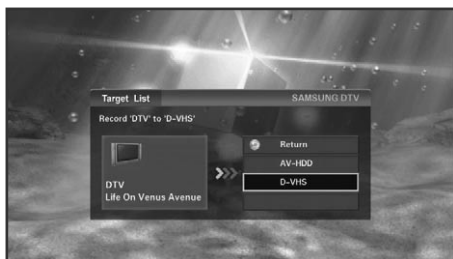 Target List
SAMSUNG DTV
Record 'DTV' to 'D-VHS'
Return
AV-HDD
D-VHS
DTV
Life On Venus Avenue